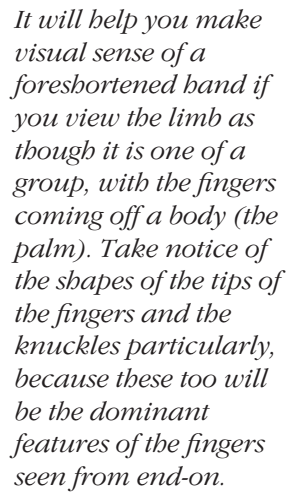 It will help you make
visual sense of a
foreshortened hand if
you view the limb as
though it is one of a
group, with the fingers
coming off a body (the
palm). Take notice of
the shapes of the tips of
the fingers and the
knuckles particularly,
because these too will
be the dominant
features of the fingers
seen from end-on.